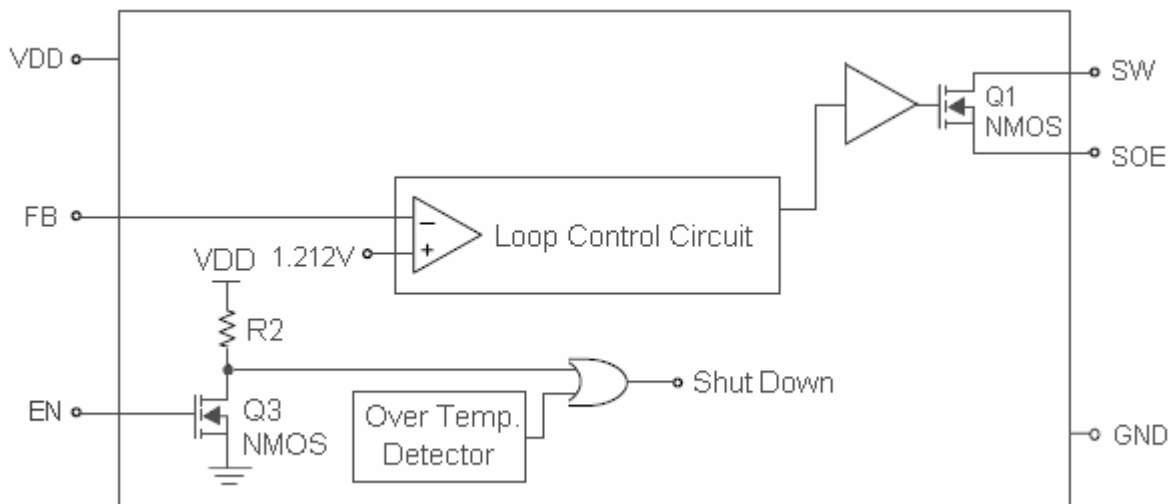 VDD
SW
Q1
NMOS
SOE
FB
−
+
Loop Control Circuit
1.212V
VDD
R2
EN
Q3
NMOS
Over Temp.
Detector
Shut Down
GND